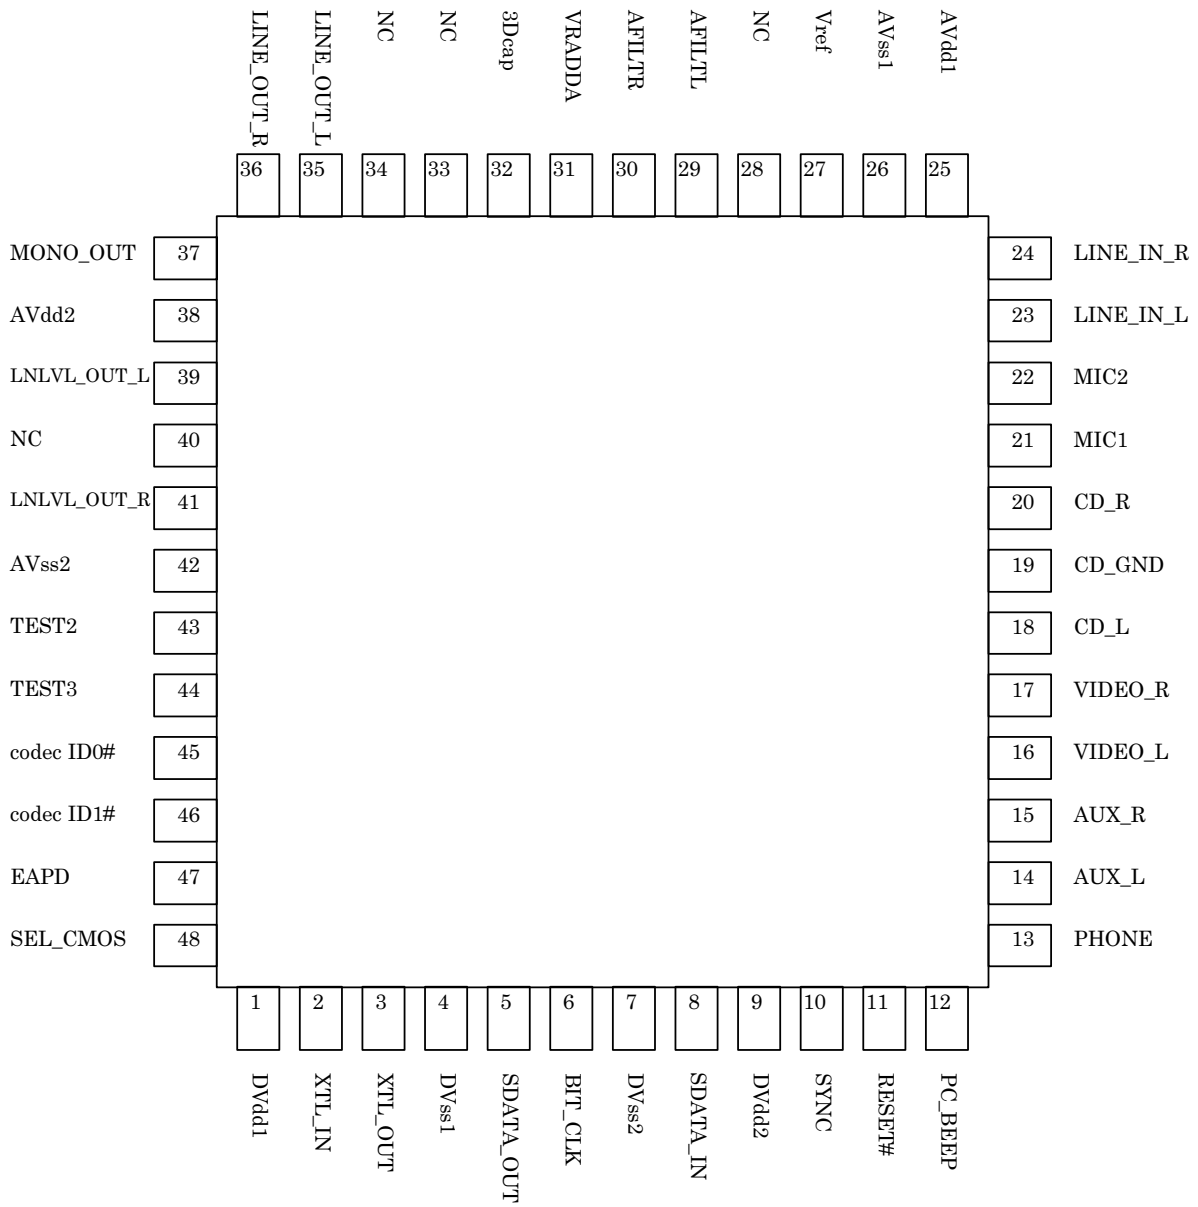 LINE_OUT_R
LINE_OUT_L
NC
NC
3Dcap
VRADDA
AFILTR
AFILTL
NC
Vref
AVss1
AVdd1
36
35
34
33
32
31
30
29
28
27
26
25
MONO_OUT 37
24 LINE_IN_R
AVdd2 38
23 LINE_IN_L
LNLVL_OUT_L 39
22 MIC2
NC 40
21 MIC1
LNLVL_OUT_R 41
20 CD_R
AVss2 42
19 CD_GND
TEST2 43
18 CD_L
TEST3 44
17 VIDEO_R
codec ID0# 45
16 VIDEO_L
codec ID1# 46
15 AUX_R
EAPD 47
14 AUX_L
SEL_CMOS 48
13 PHONE
1
2
3
4
5
6
7
8
9
10
11
12
DVdd1
XTL_IN
XTL_OUT
DVss1
SDATA_OUT
BIT_CLK
DVss2
SDATA_IN
DVdd2
SYNC
RESET#
PC_BEEP